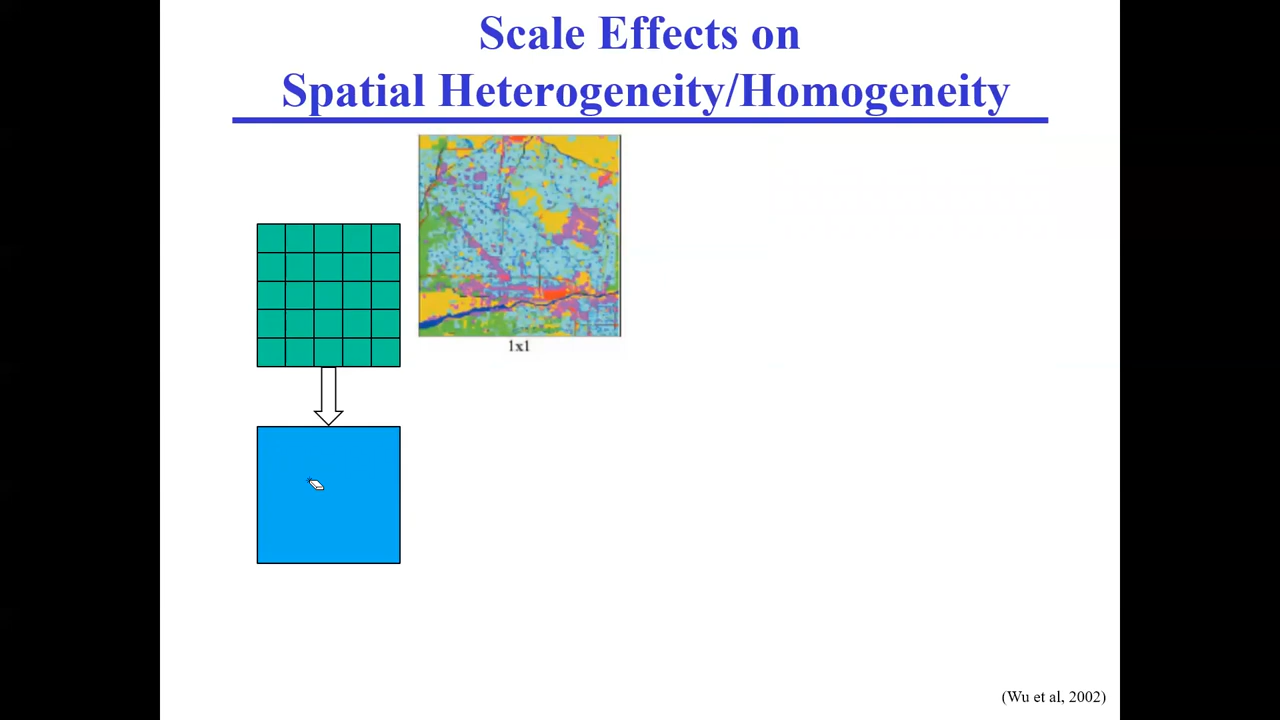 Scale Effects on
Spatial Heterogeneity/Homogeneity
1x1
(Wu et al, 2002)